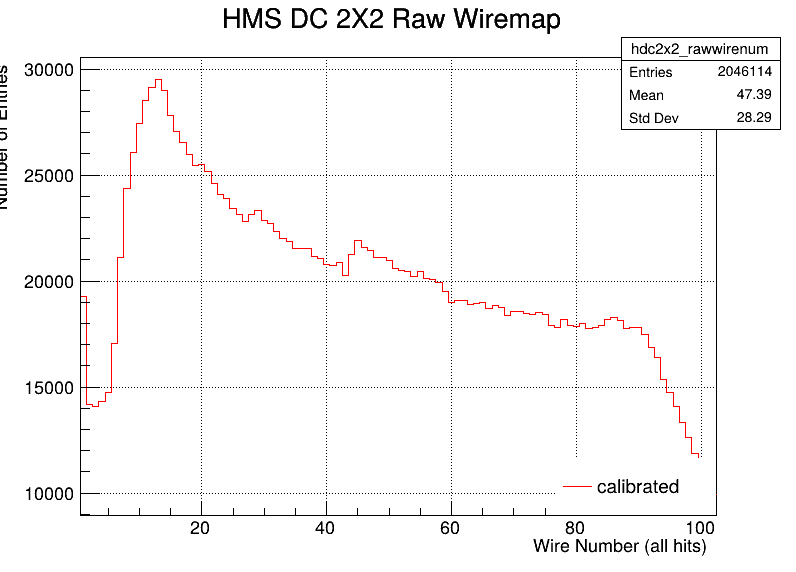 HMS DC 2X2 Raw Wiremap
hdc2x2_rawwirenum
Entries 2046114
Mean 47.39
Std Dev 28.29
Number of Entries
30000
25000
20000
15000
10000
calibrated
20 40 60 80 100
Wire Number (all hits)